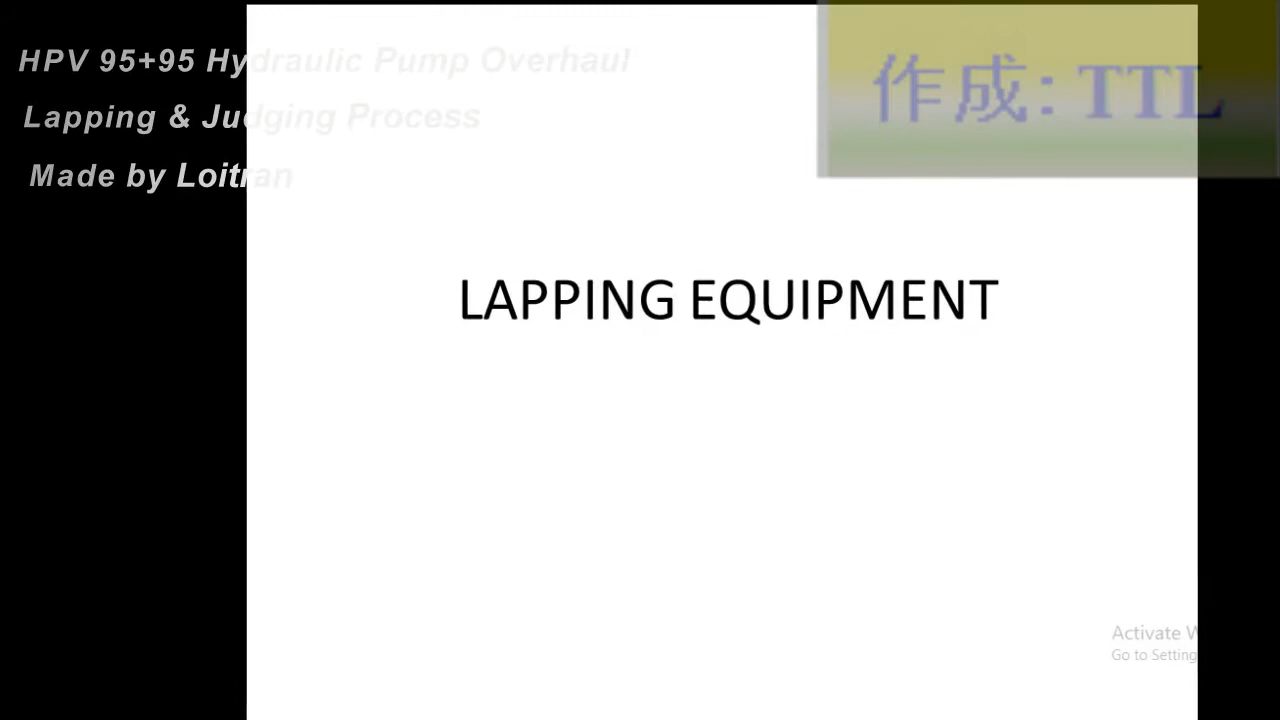 HPV 95+95 Hydraulic Pump Overhaul
作成: TTL
Lapping & Judging Process
Made by Loitran
LAPPING EQUIPMENT
Activate W
Go to Setting